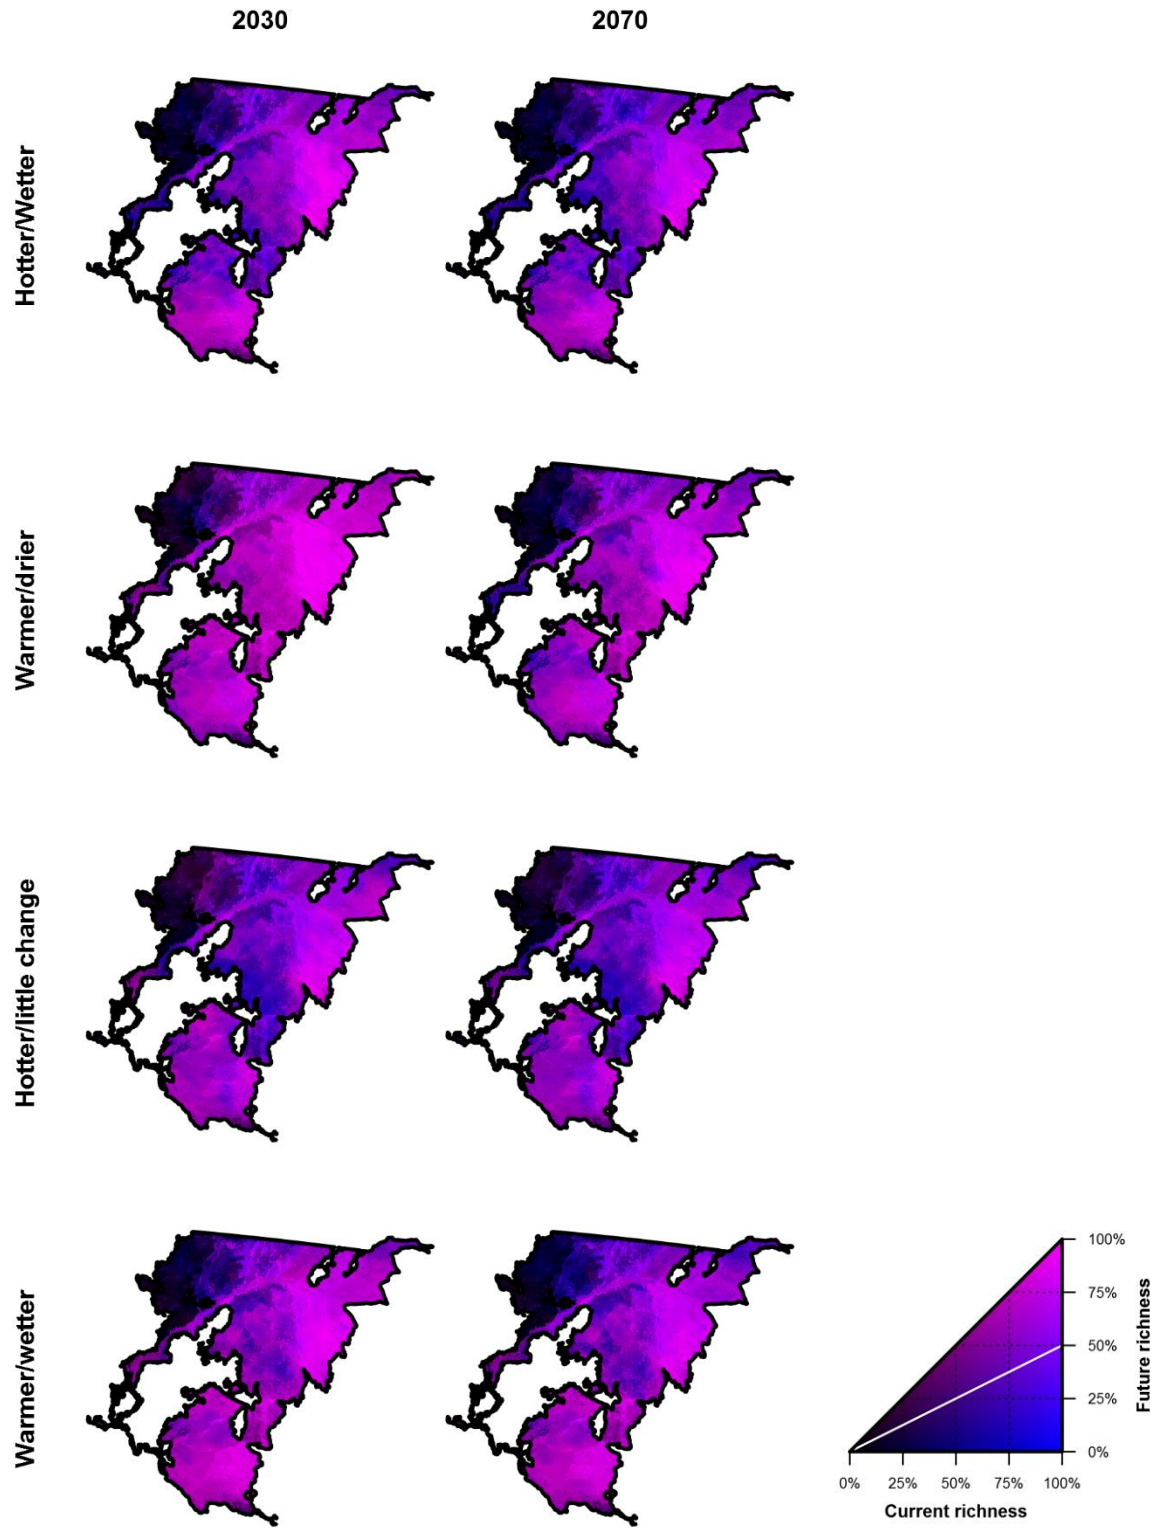 2030 2070
Hotter/Wetter
Warmer/drier
Hotter/little change
Warmer/wetter
100%
75%
50%
25%
0%
Future richness
0% 25% 50% 75% 100%
Current richness